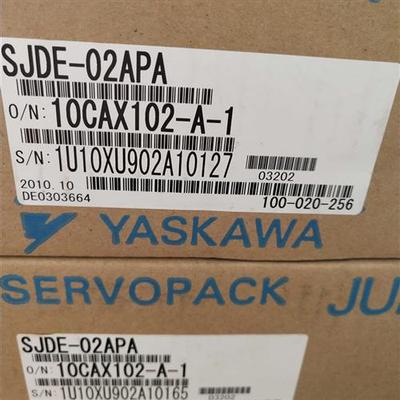 SJDE-02APA
O/N: 10CAX102-A-1
S/N: 1U10XU902A10127
03202
2010.10
DE0303664
100-020-256
YASKAWA
SERVOPACK JU
SJDE-02APA
O/N: 10CAX102-A-1
03202
S/N: 1U10XU902A10165